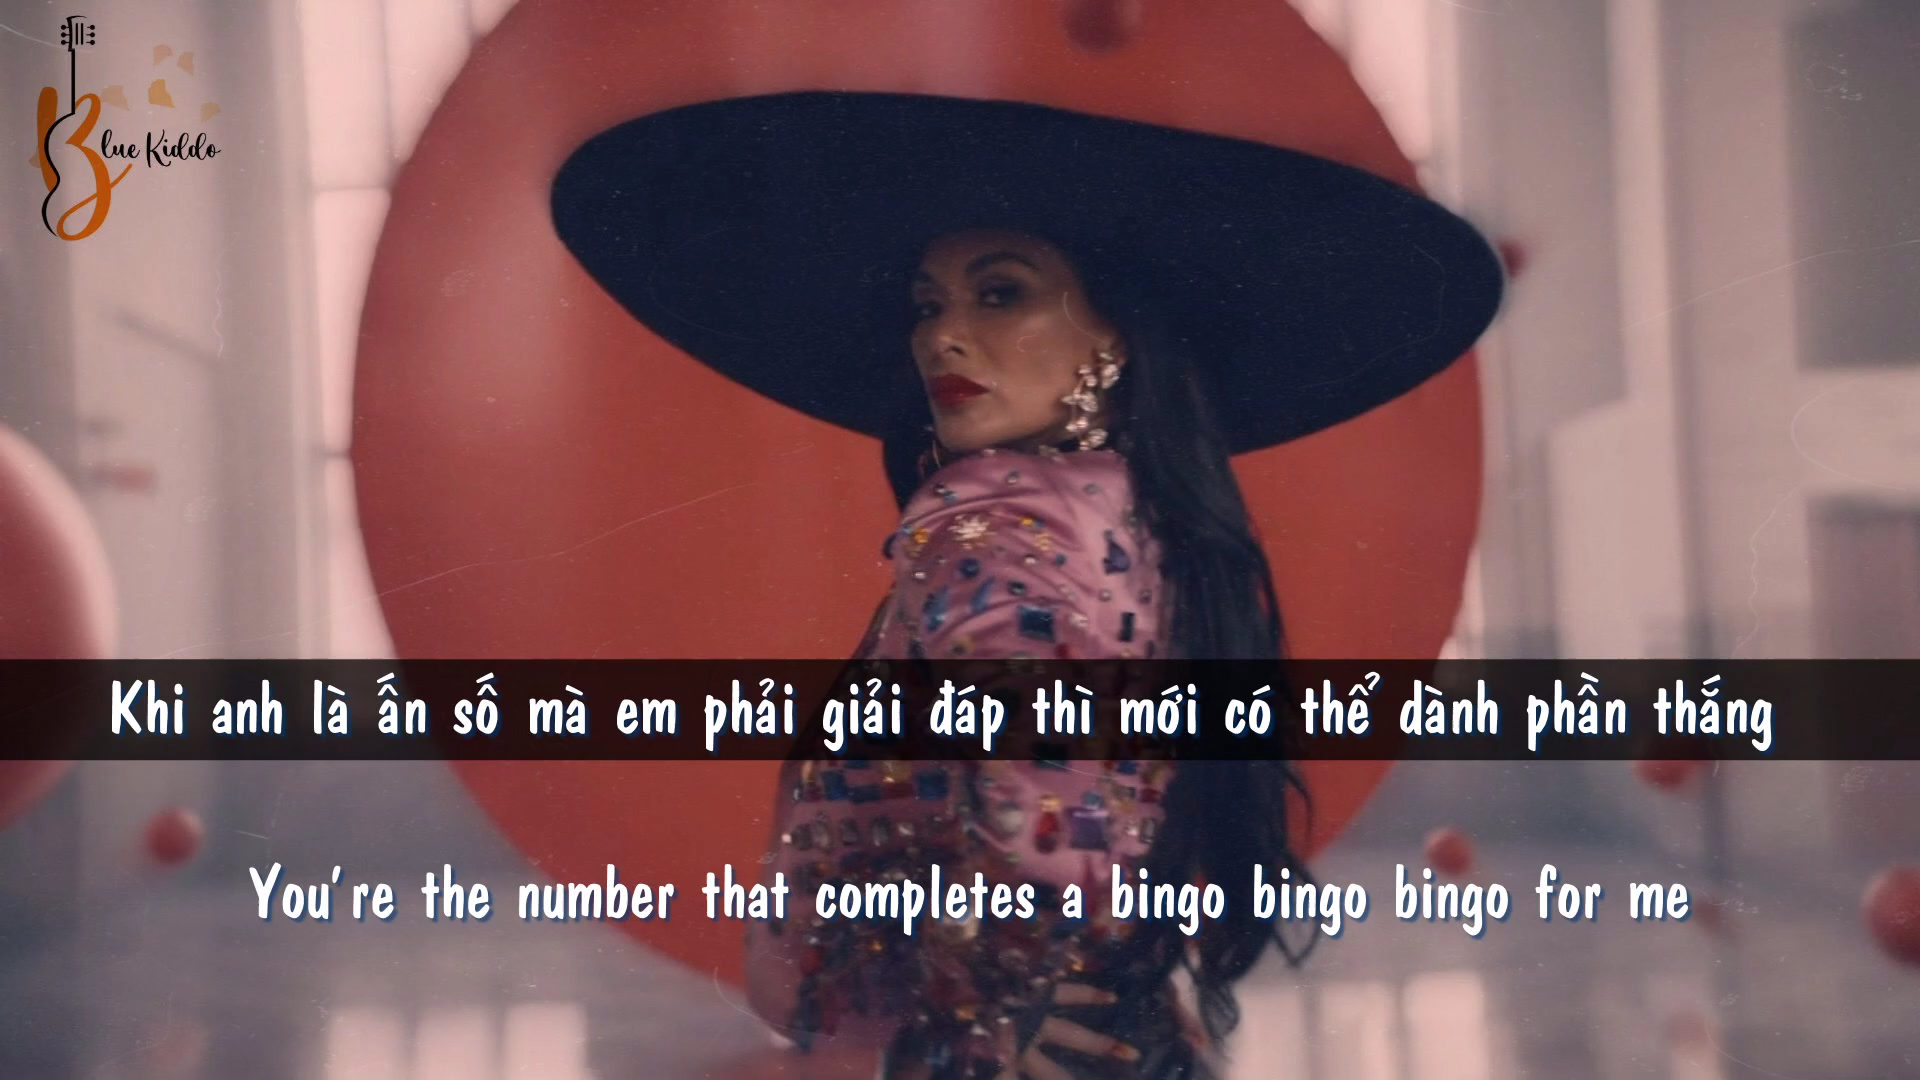 Blue Kiddo
Khi anh là ấn số mà em phải giải đáp thì mới có thể dành phần thắng
You're the number that completes a bingo bingo bingo for me